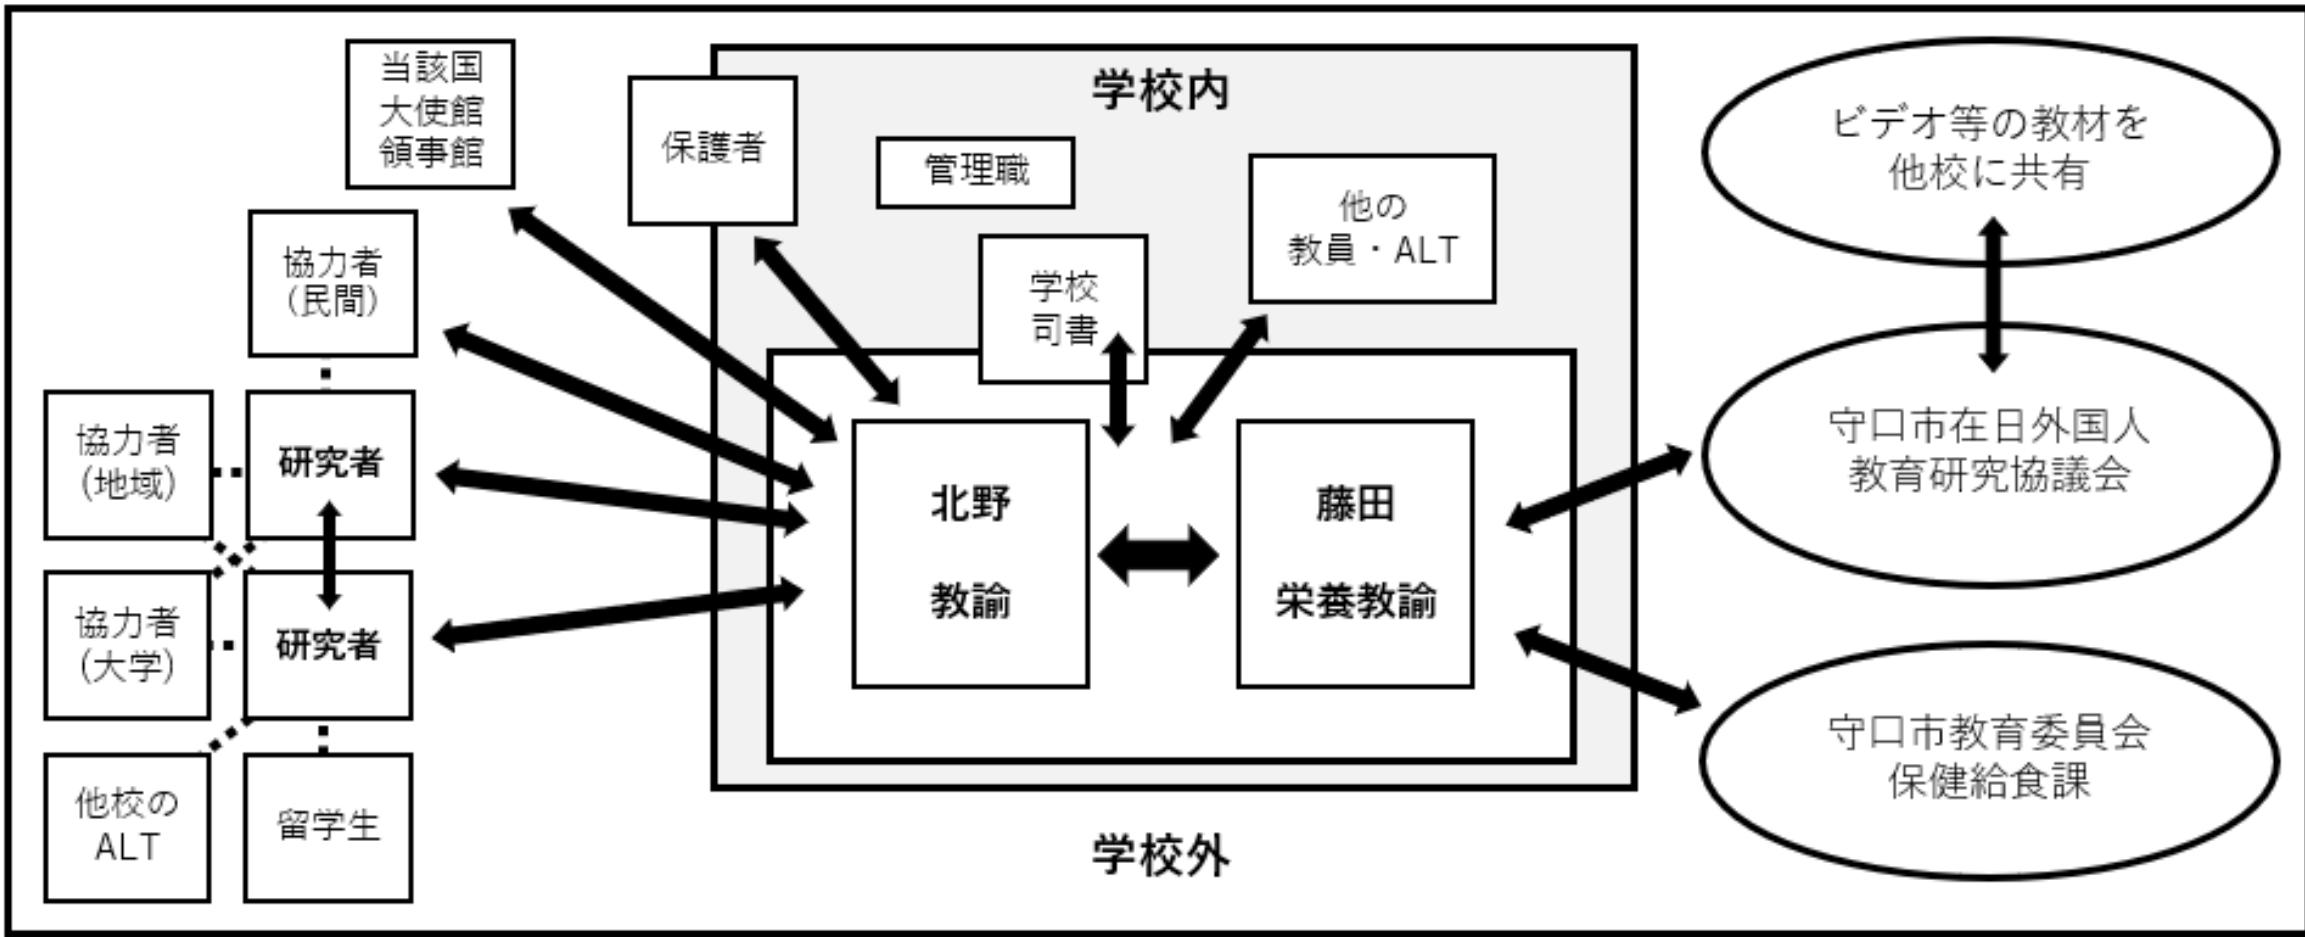 当該国
大使館
領事館
保護者
学校内
管理職
他の
教員・ALT
学校
司書
協力者
（民間）
協力者
（地域）
研究者
協力者
（大学）
研究者
他校の
ALT
留学生
北野
教諭
藤田
栄養教諭
学校外
ビデオ等の教材を
他校に共有
守口市在日外国人
教育研究協議会
守口市教育委員会
保健給食課